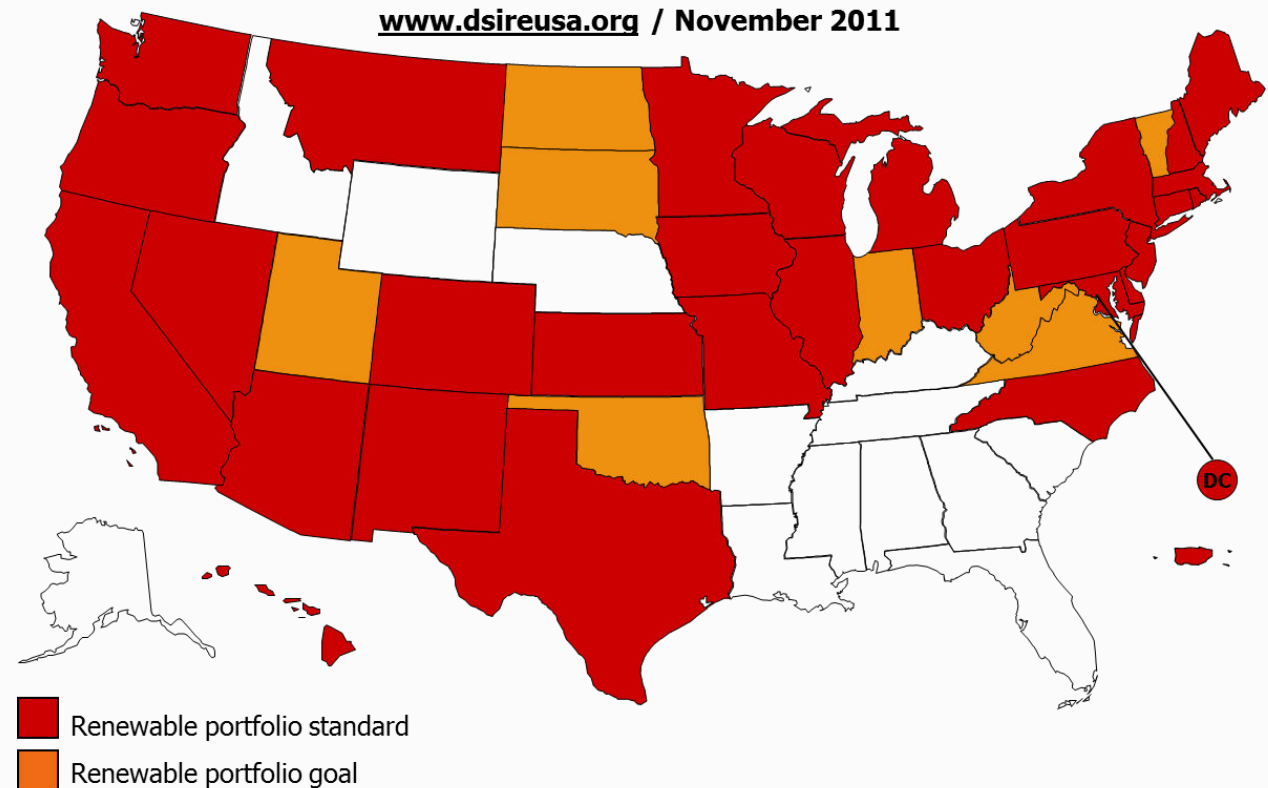 www.dsireusa.org / November 2011
DC
Renewable portfolio standard
Renewable portfolio goal